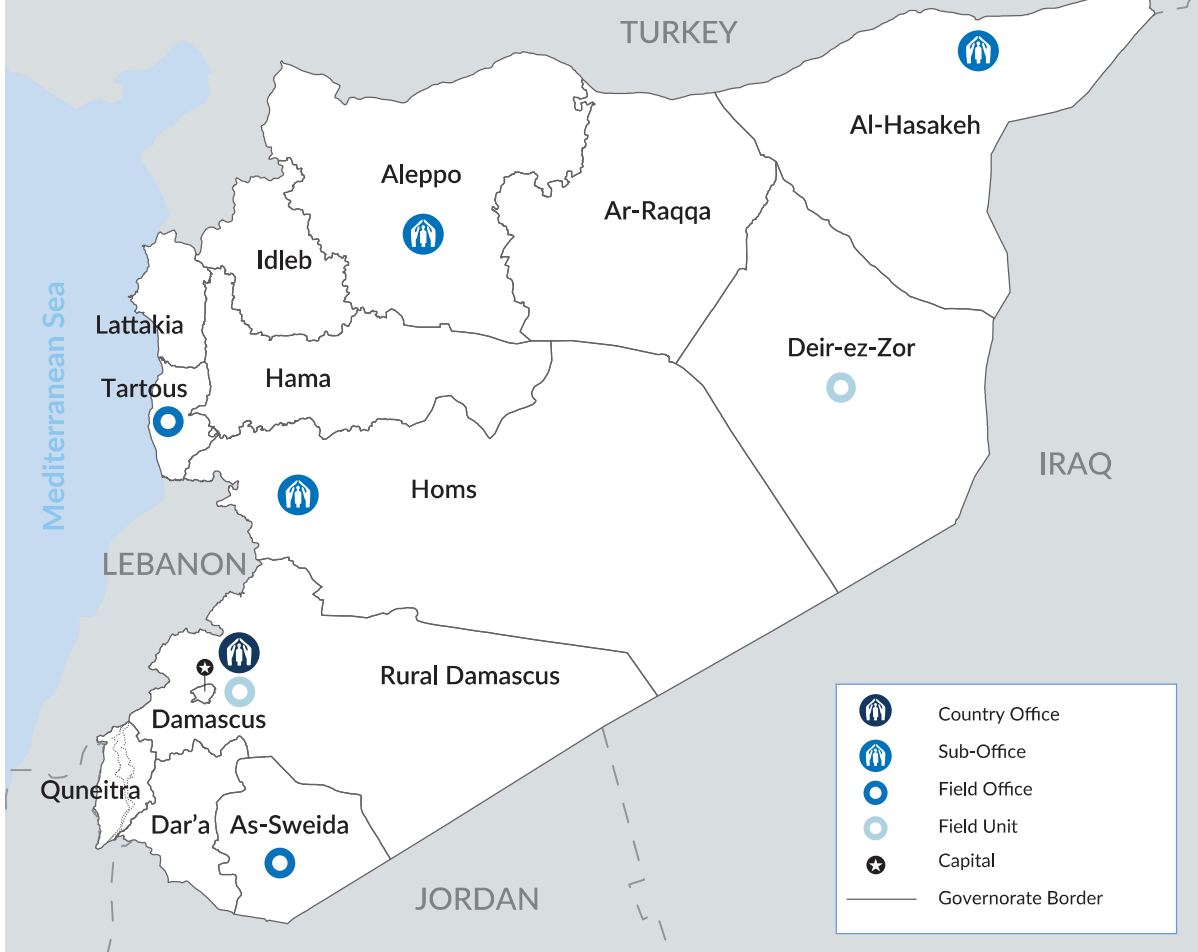 TURKEY
Al-Hasakeh
Aleppo
Ar-Raqqa
Idleb
Mediterranean Sea
Lattakia
Deir-ez-Zor
Hama
Tartous
IRAQ
Homs
LEBANON
Rural Damascus
Damascus
Quneitra
Dar'a
As-Sweida
JORDAN
Country Office
Sub-Office
Field Office
Field Unit
Capital
Governorate Border